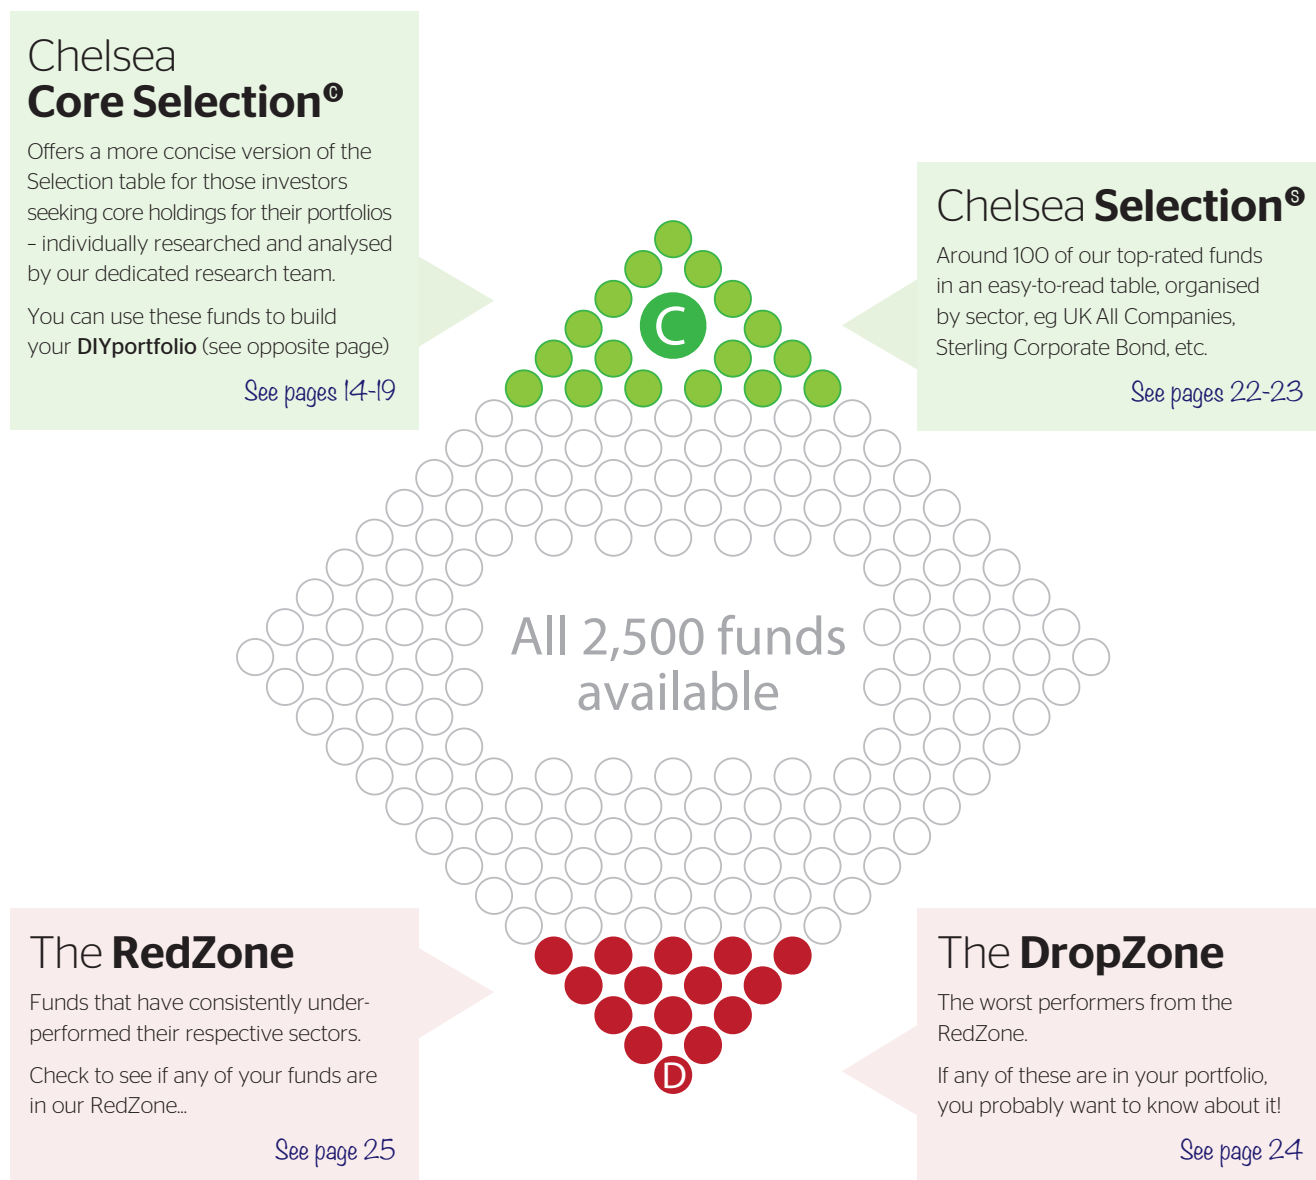 Chelsea
Core Selection Ⓒ
Offers a more concise version of the
Selection table for those investors
seeking core holdings for their portfolios
– individually researched and analysed
by our dedicated research team.
You can use these funds to build
your DIYportfolio (see opposite page)
See pages 14-19
Chelsea Selection Ⓢ
Around 100 of our top-rated funds
in an easy-to-read table, organised
by sector, eg UK All Companies,
Sterling Corporate Bond, etc.
See pages 22-23
C
All 2,500 funds
available
The RedZone
Funds that have consistently under-
performed their respective sectors.
Check to see if any of your funds are
in our RedZone...
See page 25
D
The DropZone
The worst performers from the
RedZone.
If any of these are in your portfolio,
you probably want to know about it!
See page 24